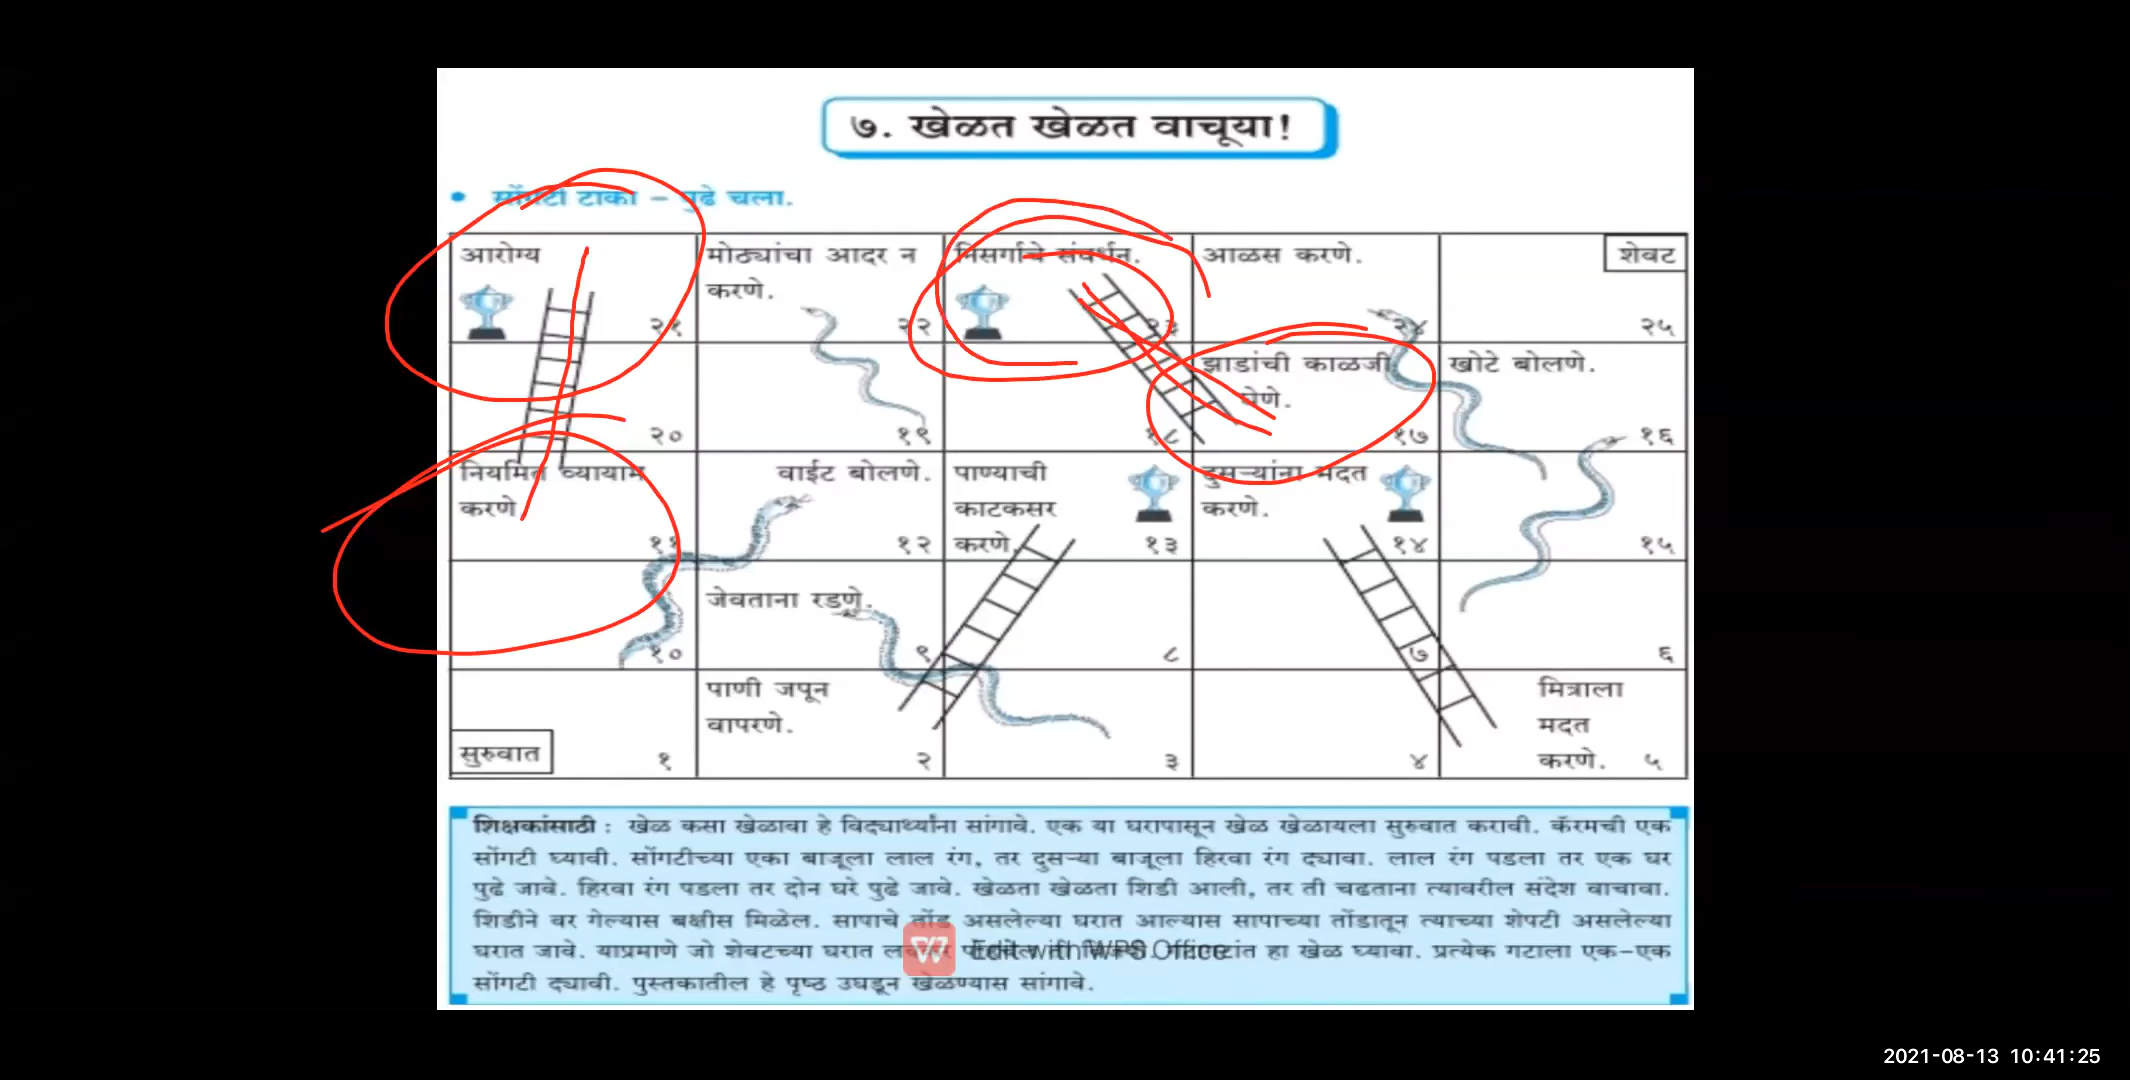 ७. खेळत खेळत वाचूया!
• सोंगटी टाका – पुढे चला.
आरोग्य
२१
मोठ्यांचा आदर न
करणे.
२२
निसर्गाचे संवर्धन.
२३
आळस करणे.
२४
शेवट
२५
२०
१९
१८
झाडांची काळजी
घेणे.
१७
खोटे बोलणे.
१६
नियमित व्यायाम
करणे.
११
वाईट बोलणे.
१२
पाण्याची
काटकसर
करणे.
१३
दुसऱ्यांना मदत
करणे.
१४
१५
१०
जेवताना रडणे.
९
८
७
६
सुरुवात
१
पाणी जपून
वापरणे.
२
३
४
मित्राला
मदत
करणे.
५
शिक्षकांसाठी : खेळ कसा खेळावा हे विद्यार्थ्यांना सांगावे. एक या घरापासून खेळ खेळायला सुरुवात करावी. कॅरमची एक
सोंगटी घ्यावी. सोंगटीच्या एका बाजूला लाल रंग, तर दुसऱ्या बाजूला हिरवा रंग द्यावा. लाल रंग पडला तर एक घर
पुढे जावे. हिरवा रंग पडला तर दोन घरे पुढे जावे. खेळता खेळता शिडी आली, तर ती चढताना त्यावरील संदेश वाचावा.
शिडीने वर गेल्यास बक्षीस मिळेल. सापाचे तोंड असलेल्या घरात आल्यास सापाच्या तोंडातून त्याच्या शेपटी असलेल्या
घरात जावे. याप्रमाणे जो शेवटच्या घरात हा खेळ घ्यावा. प्रत्येक गटाला एक-एक
Edit with WPS Office
सोंगटी द्यावी. पुस्तकातील हे पृष्ठ उघडून खेळण्यास सांगावे.
2021-08-13 10:41:25